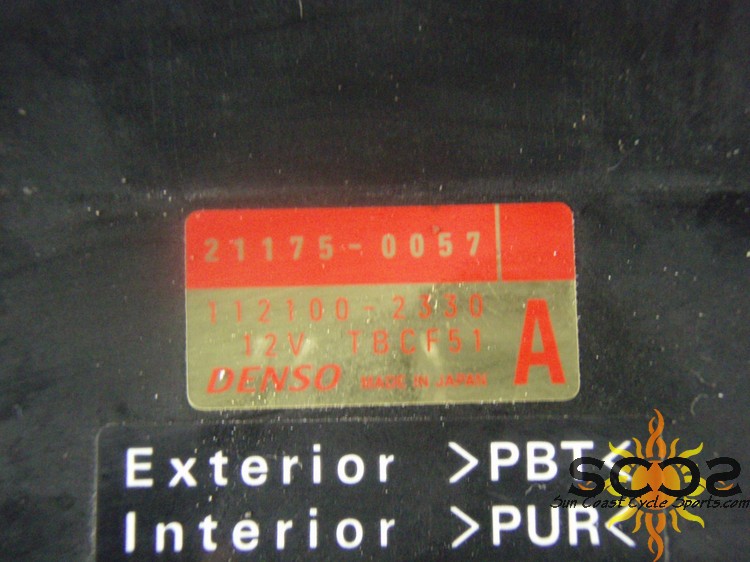 21175-0057
112100-2330
12V TBCF51
A
DENSO MADE IN JAPAN
Exterior >PBT<
Interior >PUR<
SCCS
Sun Coast Cycle Sports.com